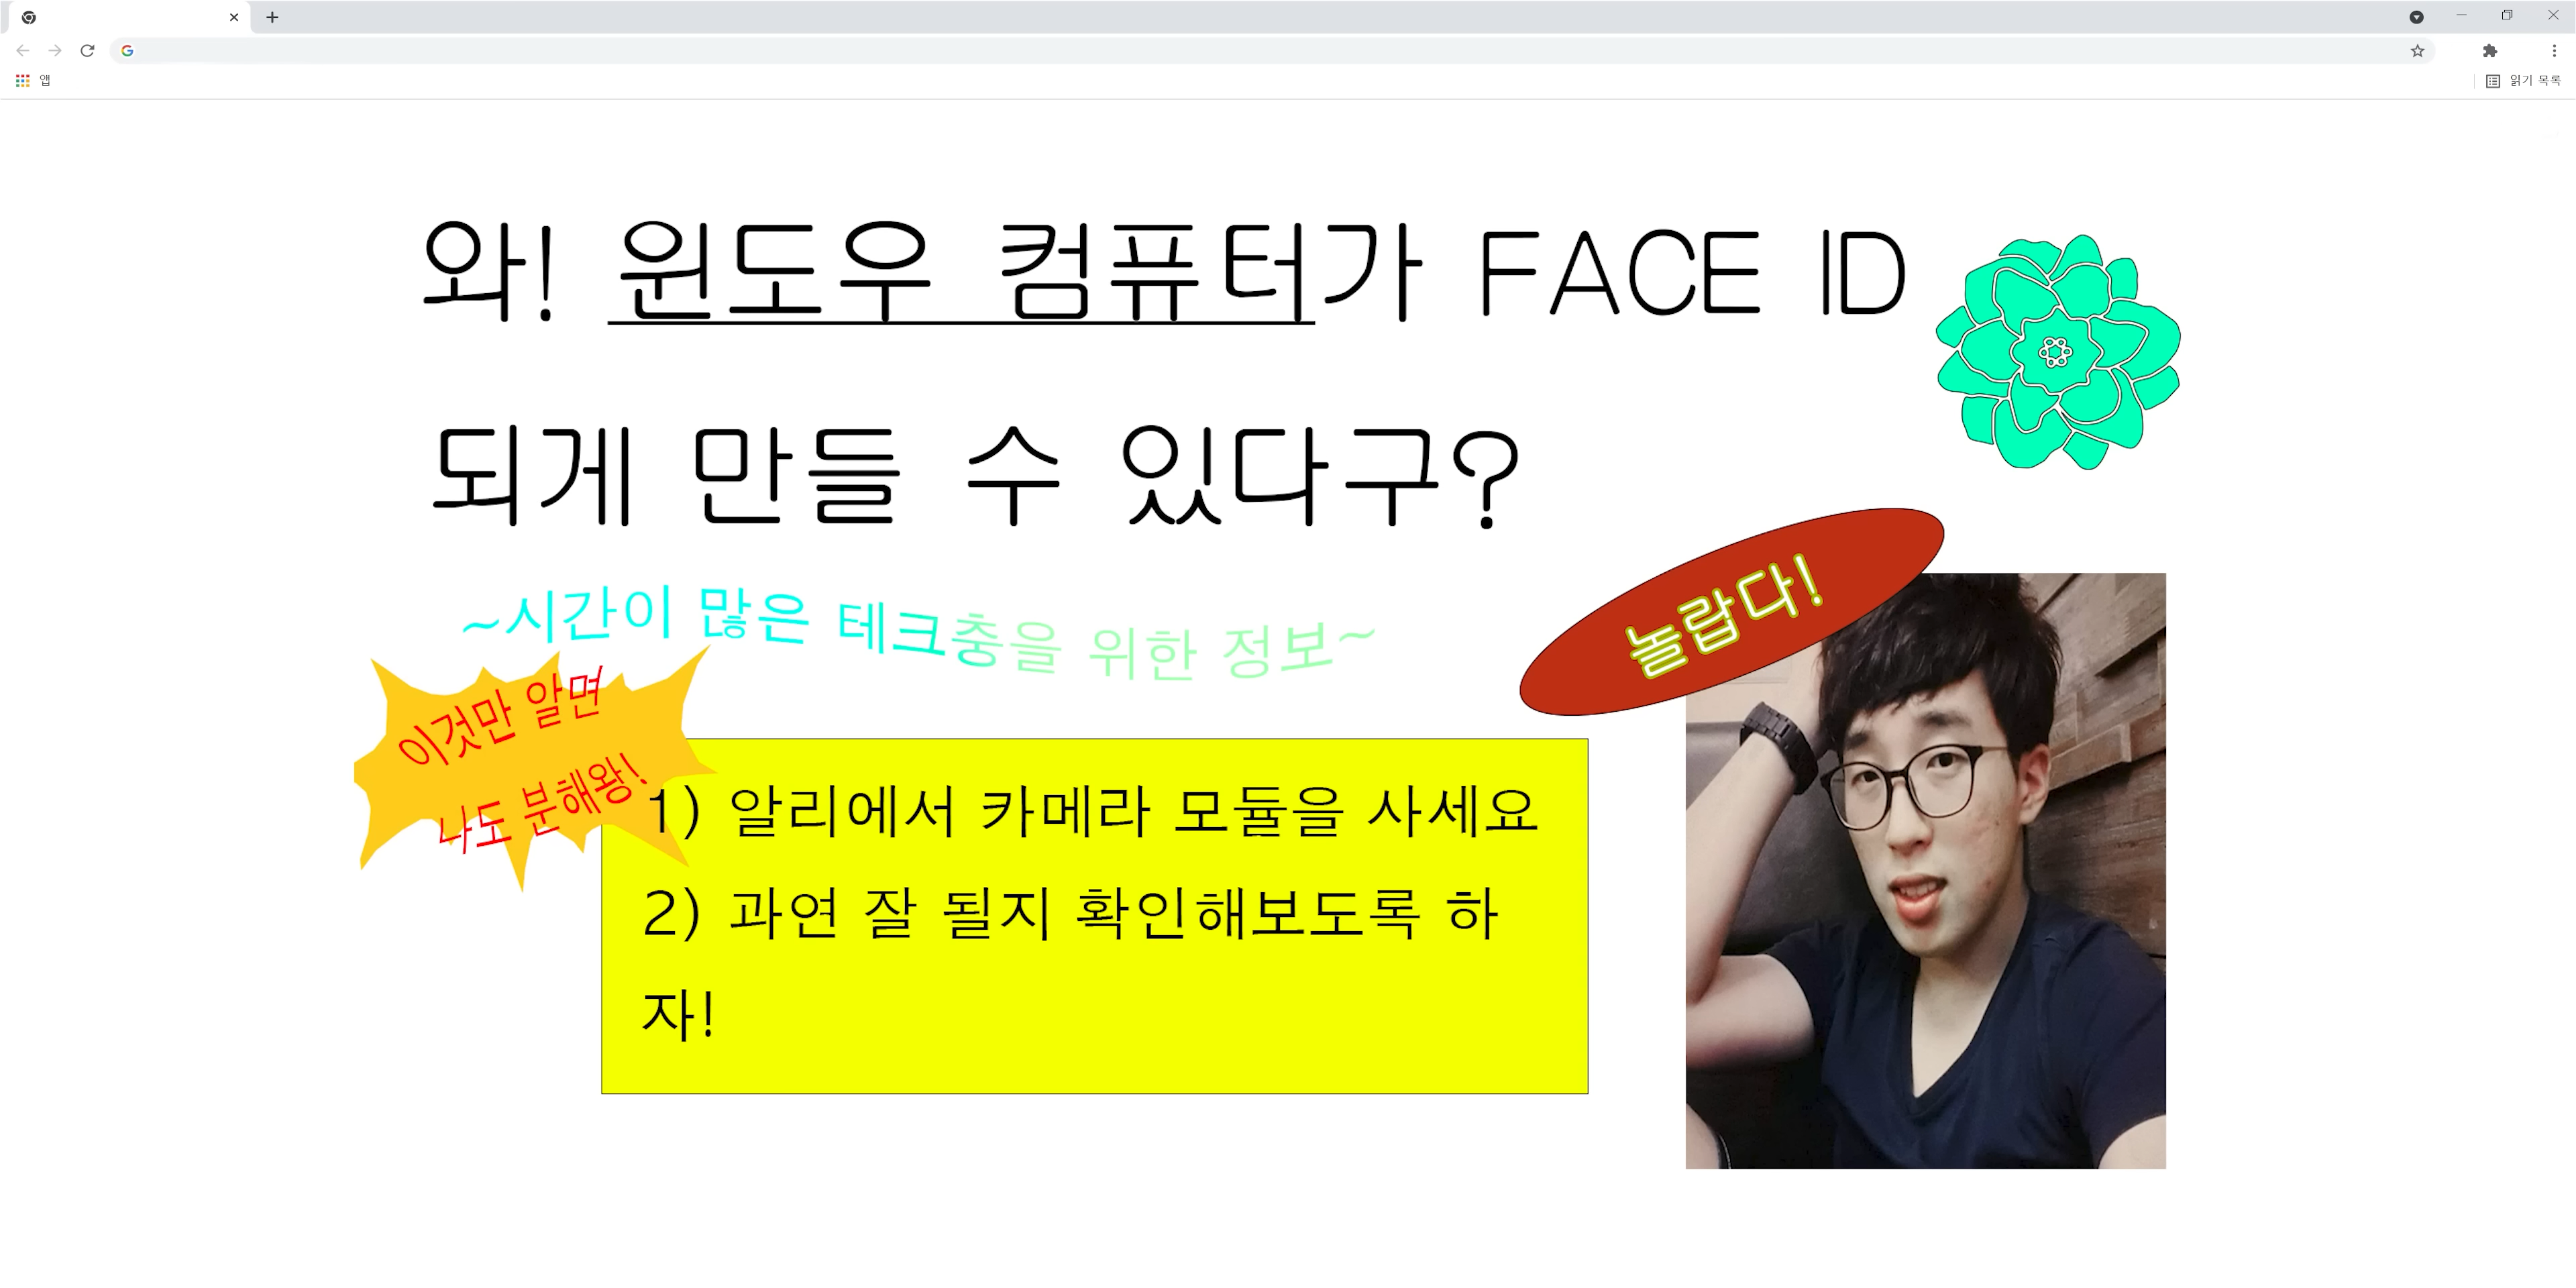 앱
읽기 목록
와! 윈도우 컴퓨터가 FACE ID
되게 만들 수 있다구?
~시간이 많은 테크충을 위한 정보~
놀랍다!
이것만 알면
나도 분해왕!
1) 알리에서 카메라 모듈을 사세요
2) 과연 잘 될지 확인해보도록 하
자!